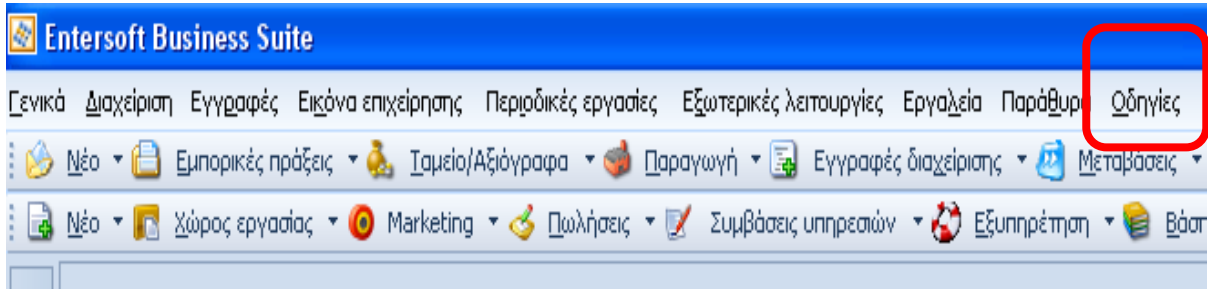 Entersoft Business Suite
Γενικά Διαχείριση Εγγραφές Εικόνα επιχείρησης Περιοδικές εργασίες Εξωτερικές λειτουργίες Εργαλεία Παράθυρο Οδηγίες
Νέο Εμπορικές πράξεις Ταμείο/Αξιόγραφα Παραγωγή Εγγραφές διαχείρισης Μεταβάσεις
Νέο Χώρος εργασίας Marketing Πωλήσεις Συμβάσεις υπηρεσιών Εξυπηρέτηση